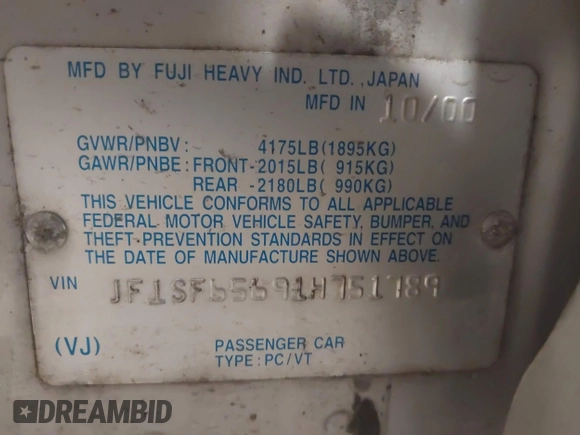 MFD BY FUJI HEAVY IND. LTD., JAPAN
MFD IN 10/00
GVWR/PNBV: 4175LB(1895KG)
GAWR/PNBE: FRONT-2015LB( 915KG)
REAR -2180LB( 990KG)
THIS VEHICLE CONFORMS TO ALL APPLICABLE
FEDERAL MOTOR VEHICLE SAFETY, BUMPER, AND
THEFT-PREVENTION STANDARDS IN EFFECT ON
THE DATE OF MANUFACTURE SHOWN ABOVE.
VIN
(VJ) PASSENGER CAR
TYPE: PC/VT
DREAMBID